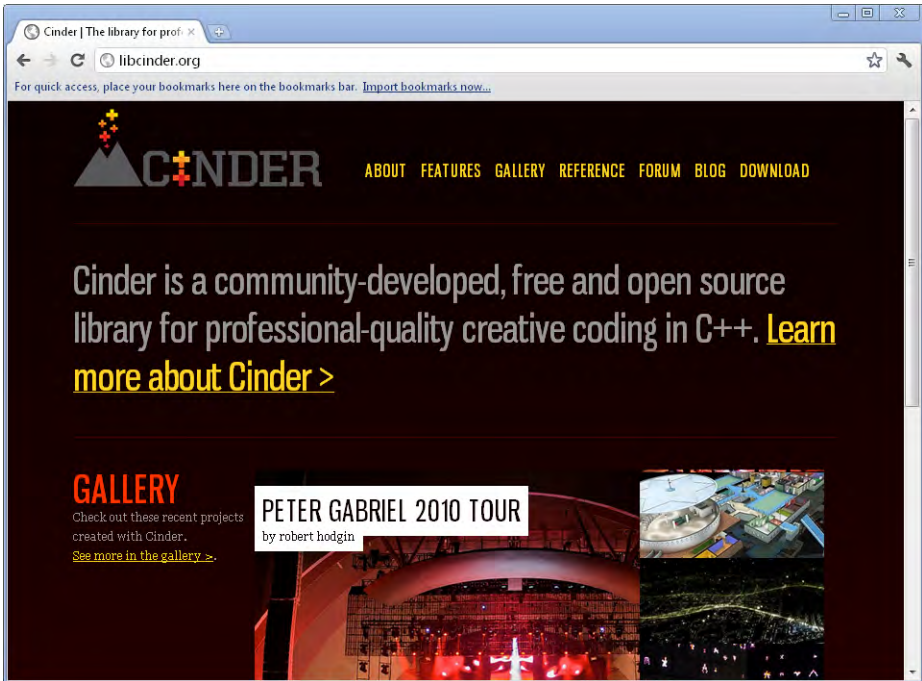 Cinder | The library for prof
libcinder.org
For quick access, place your bookmarks here on the bookmarks bar. Import bookmarks now...
CINDER
ABOUT FEATURES GALLERY REFERENCE FORUM BLOG DOWNLOAD
Cinder is a community-developed, free and open source
library for professional-quality creative coding in C++. Learn
more about Cinder >
GALLERY
Check out these recent projects
created with Cinder.
See more in the gallery >.
PETER GABRIEL 2010 TOUR
by robert hodgin